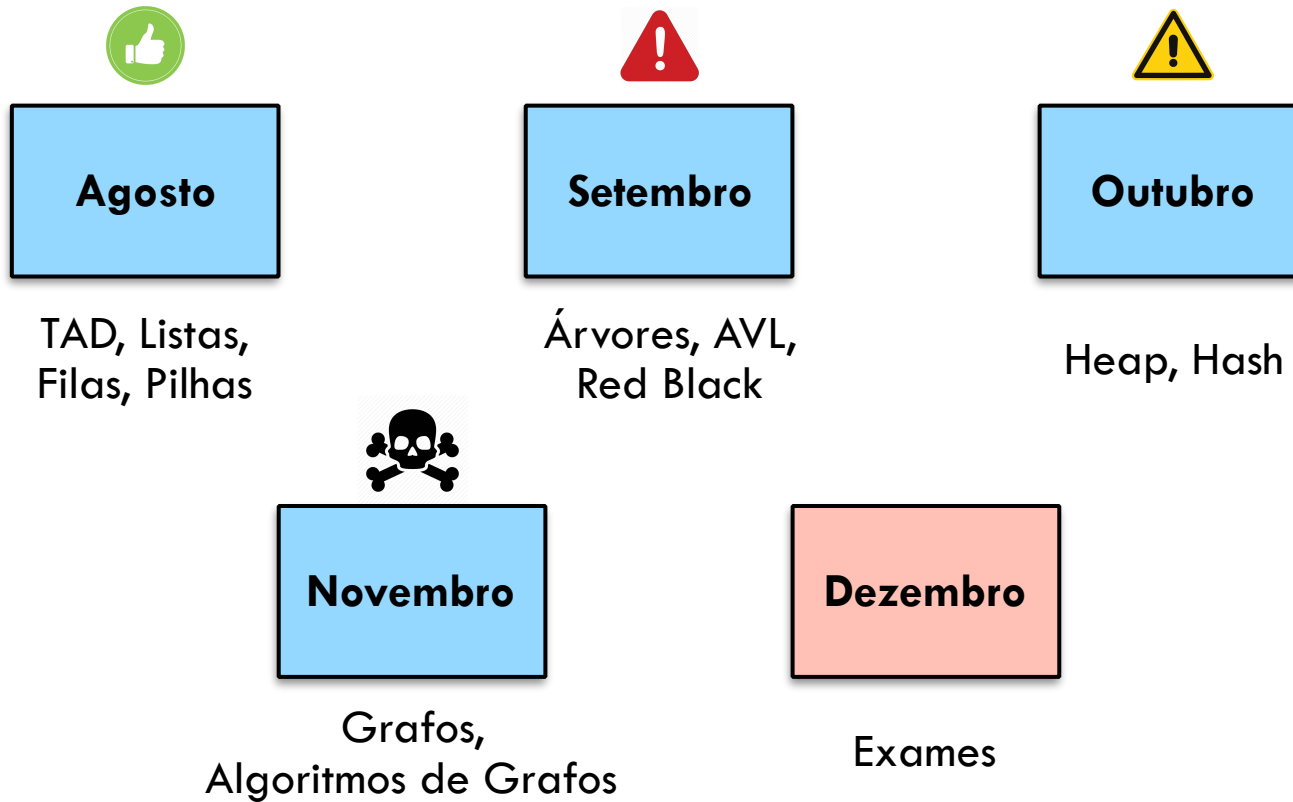 Agosto
Setembro
Outubro
TAD, Listas,
Filas, Pilhas
Árvores, AVL,
Red Black
Heap, Hash
Novembro
Dezembro
Grafos,
Algoritmos de Grafos
Exames